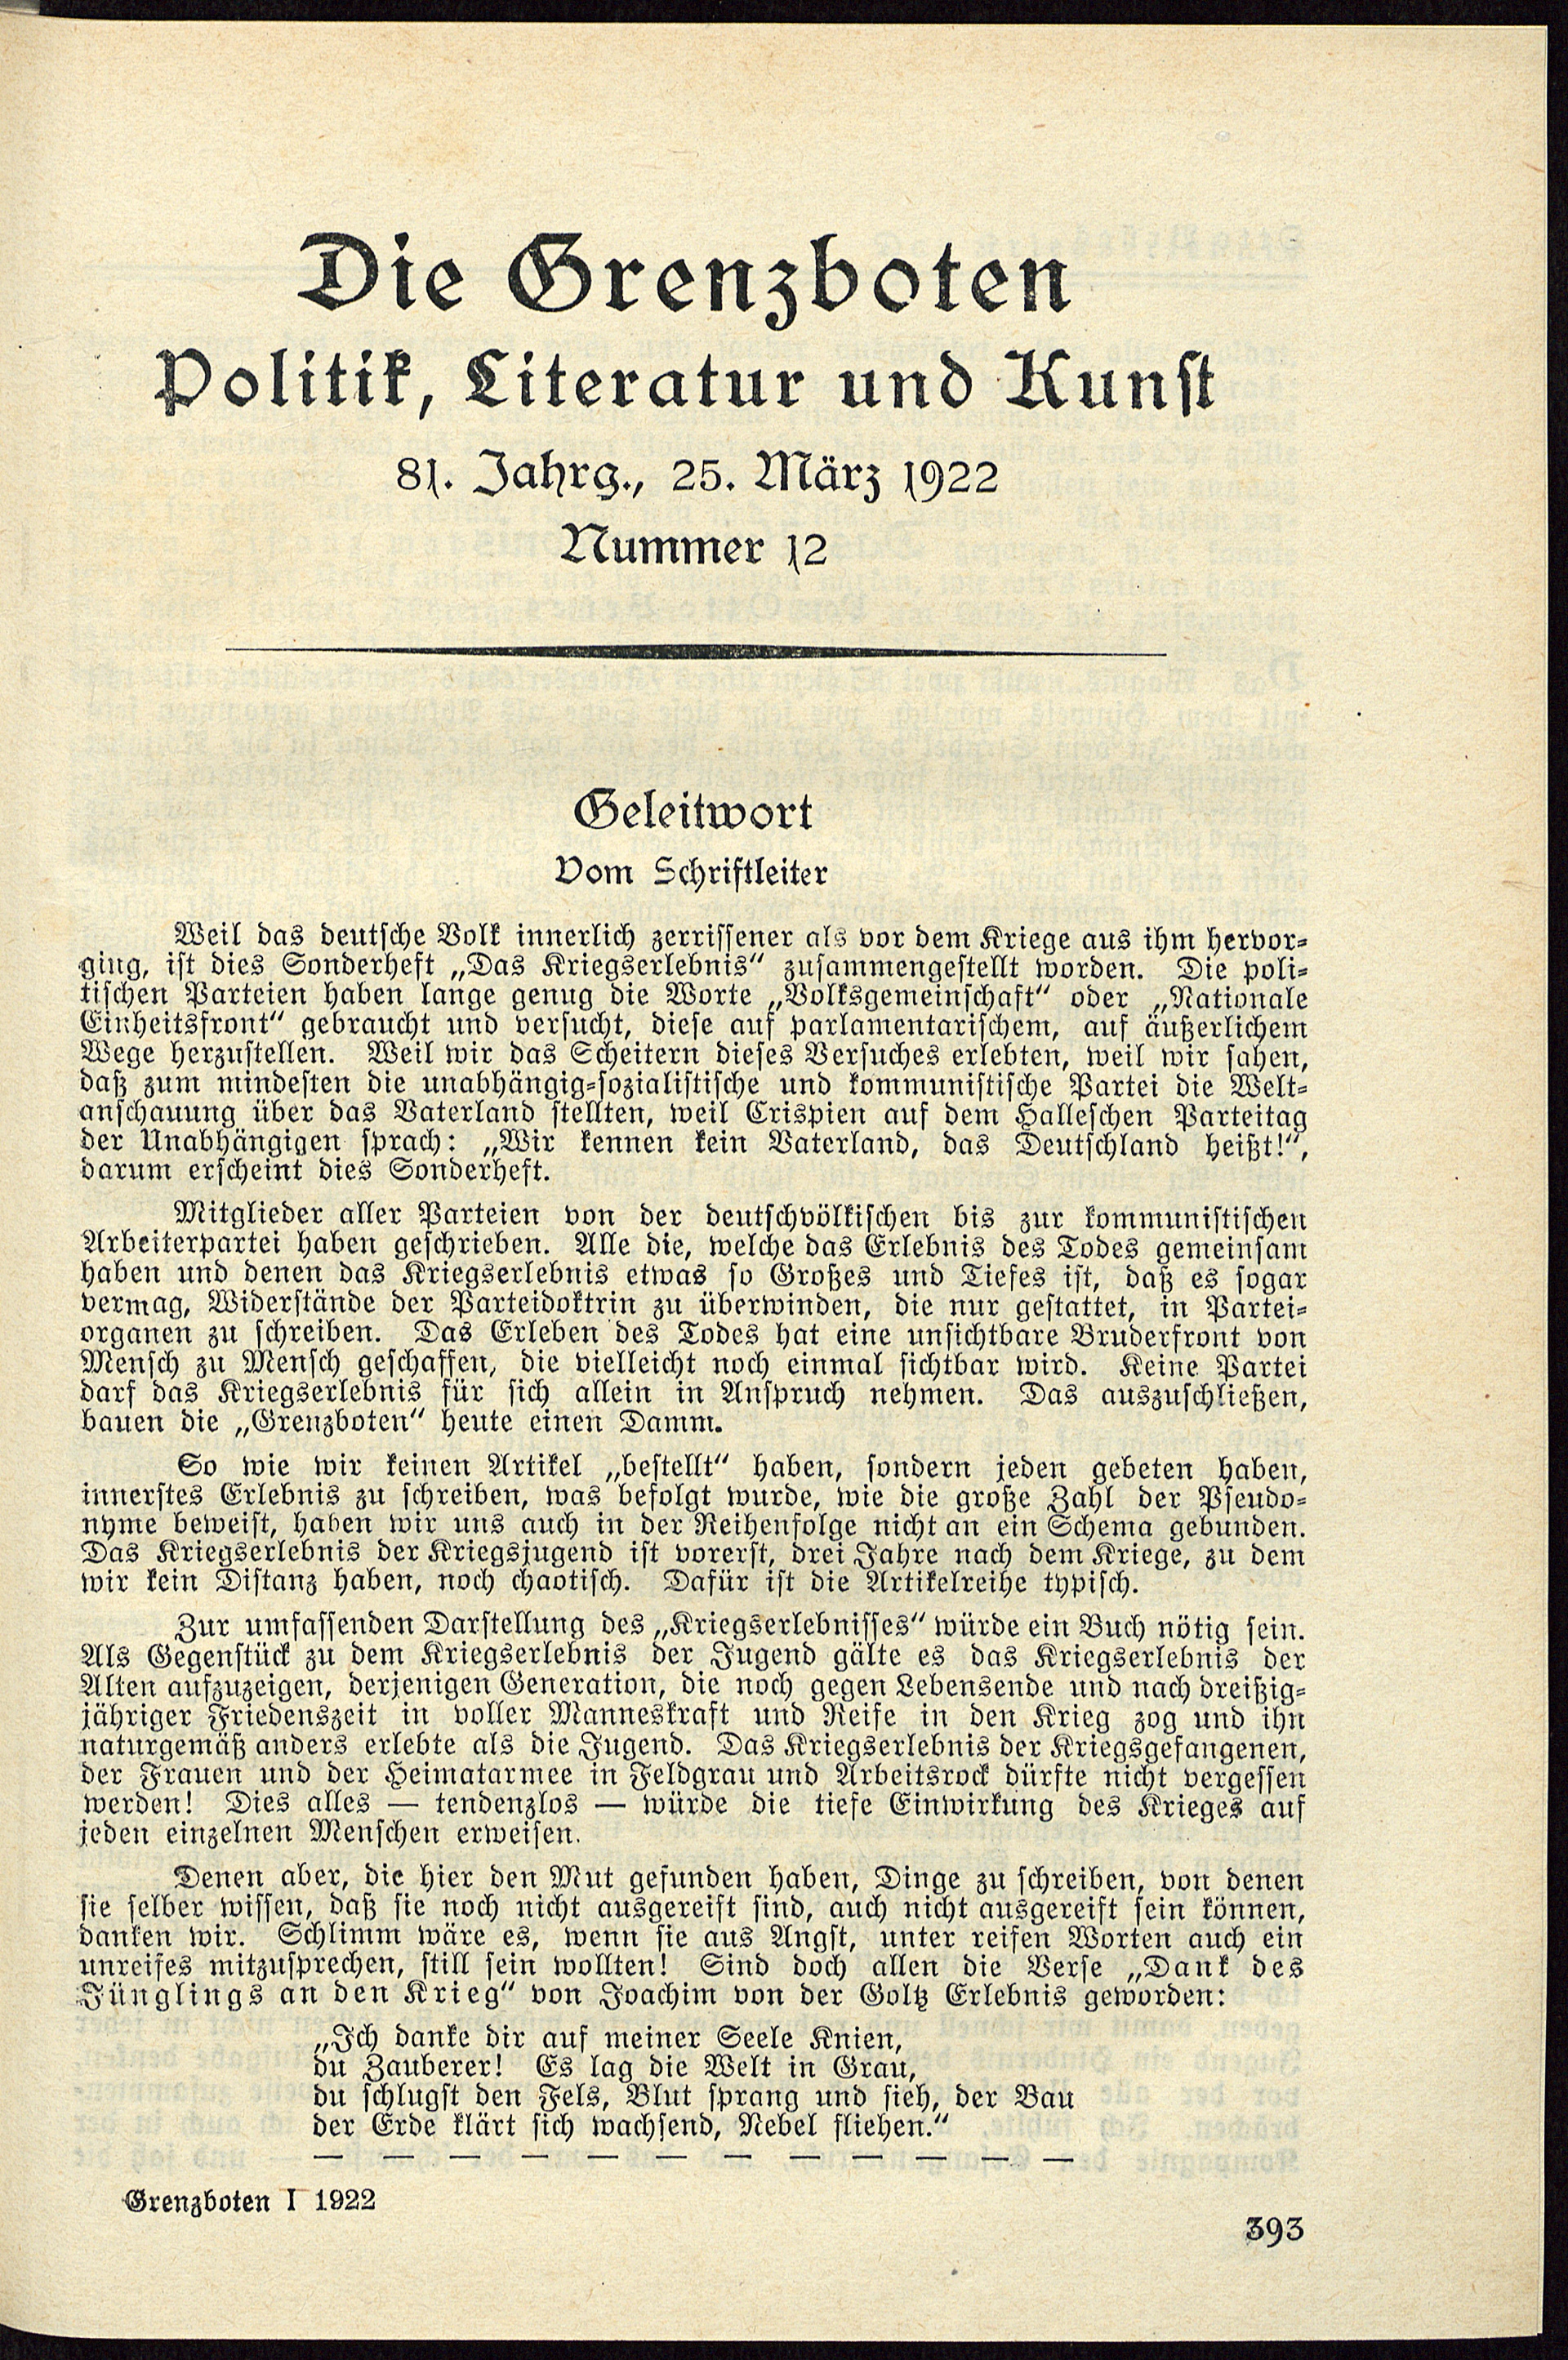 Die Grenzboten
Politik, Literatur und Kunst
81. Jahrg., 25. März 1922
Nummer 12
Geleitwort
Vom Schriftleiter
Weil das deutsche Volk innerlich zerrissener als vor dem Kriege aus ihm hervor-
ging, ist dies Sonderheft „Das Kriegserlebnis“ zusammengestellt worden. Die poli-
tischen Parteien haben lange genug die Worte „Volksgemeinschaft“ oder „Nationale
Einheitsfront“ gebraucht und versucht, diese auf parlamentarischem, auf äußerlichem
Wege herzustellen. Weil wir das Scheitern dieses Versuches erlebten, weil wir sahen,
daß zum mindesten die unabhängig-sozialistische und kommunistische Partei die Welt-
anschauung über das Vaterland stellten, weil Crispien auf dem Halleschen Parteitag
der Unabhängigen sprach: „Wir kennen kein Vaterland, das Deutschland heißt!“,
darum erscheint dies Sonderheft.
Mitglieder aller Parteien von der deutschvölkischen bis zur kommunistischen
Arbeiterpartei haben geschrieben. Alle die, welche das Erlebnis des Todes gemeinsam
haben und denen das Kriegserlebnis etwas so Großes und Tiefes ist, daß es sogar
vermag, Widerstände der Parteidoktrin zu überwinden, die nur gestattet, in Partei-
organen zu schreiben. Das Erleben des Todes hat eine unsichtbare Bruderfront von
Mensch zu Mensch geschaffen, die vielleicht noch einmal sichtbar wird. Keine Partei
darf das Kriegserlebnis für sich allein in Anspruch nehmen. Das auszuschließen,
bauen die „Grenzboten“ heute einen Damm.
So wie wir keinen Artikel „bestellt“ haben, sondern jeden gebeten haben,
innerstes Erlebnis zu schreiben, was befolgt wurde, wie die große Zahl der Pseudo-
nyme beweist, haben wir uns auch in der Reihenfolge nicht an ein Schema gebunden.
Das Kriegserlebnis der Kriegsjugend ist vorerst, drei Jahre nach dem Kriege, zu dem
wir kein Distanz haben, noch chaotisch. Dafür ist die Artikelreihe typisch.
Zur umfassenden Darstellung des „Kriegserlebnisses“ würde ein Buch nötig sein.
Als Gegenstück zu dem Kriegserlebnis der Jugend gälte es das Kriegserlebnis der
Alten aufzuzeigen, derjenigen Generation, die noch gegen Lebensende und nach dreißig-
jähriger Friedenszeit in voller Manneskraft und Reife in den Krieg zog und ihn
naturgemäß anders erlebte als die Jugend. Das Kriegserlebnis der Kriegsgefangenen,
der Frauen und der Heimatarmee in Feldgrau und Arbeitsrock dürfte nicht vergessen
werden! Dies alles — tendenzlos — würde die tiefe Einwirkung des Krieges auf
jeden einzelnen Menschen erweisen.
Denen aber, die hier den Mut gefunden haben, Dinge zu schreiben, von denen
sie selber wissen, daß sie noch nicht ausgereift sind, auch nicht ausgereift sein können,
danken wir. Schlimm wäre es, wenn sie aus Angst, unter reifen Worten auch ein
unreifes mitzusprechen, still sein wollten! Sind doch allen die Verse „Dank des
Jünglings an den Krieg“ von Joachim von der Goltz Erlebnis geworden:
„Ich danke dir auf meiner Seele Knien,
du Zauberer! Es lag die Welt in Grau,
du schlugst den Fels, Blut sprang und sieh, der Bau
der Erde klärt sich wachsend, Nebel fliehen.“
— — — — — — — — — — — —
Grenzboten I 1922
393